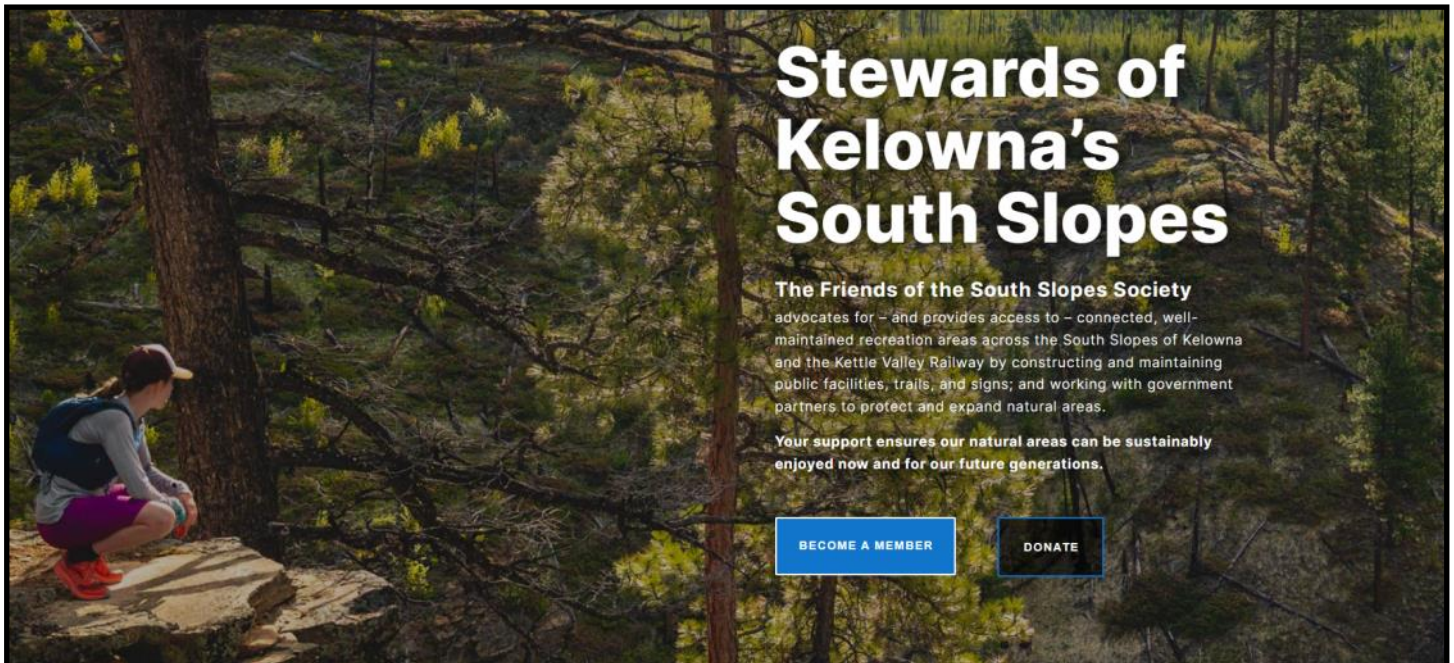 Stewards of
Kelowna’s
South Slopes
The Friends of the South Slopes Society
advocates for – and provides access to – connected, well-
maintained recreation areas across the South Slopes of Kelowna
and the Kettle Valley Railway by constructing and maintaining
public facilities, trails, and signs; and working with government
partners to protect and expand natural areas.
Your support ensures our natural areas can be sustainably
enjoyed now and for our future generations.
BECOME A MEMBER
DONATE